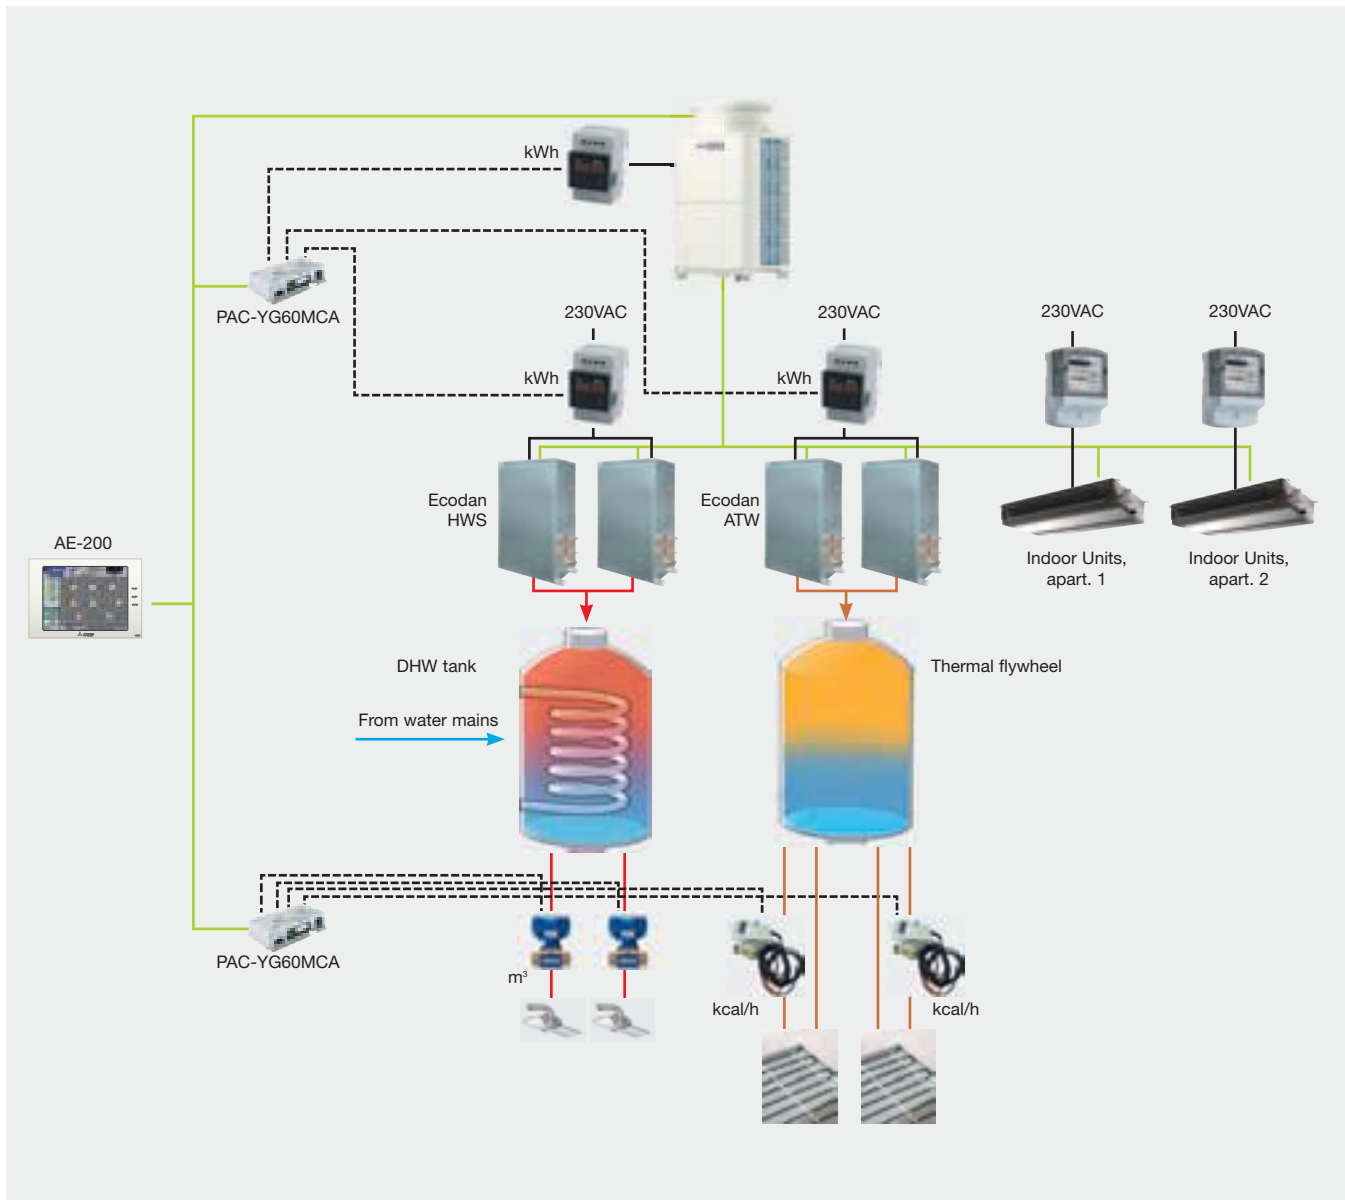 kWh
PAC-YG60MCA
230VAC
230VAC
230VAC
230VAC
kWh
kWh
Ecodan
HWS
Ecodan
ATW
AE-200
Indoor Units,
apart. 1
Indoor Units,
apart. 2
DHW tank
Thermal flywheel
From water mains
PAC-YG60MCA
m³
kcal/h
kcal/h